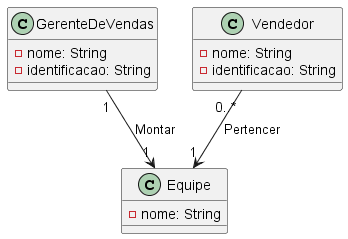 C GerenteDeVendas
nome: String
identificacao: String
C Vendedor
nome: String
identificacao: String
1
0..*
Montar
Pertencer
1
1
C Equipe
nome: String